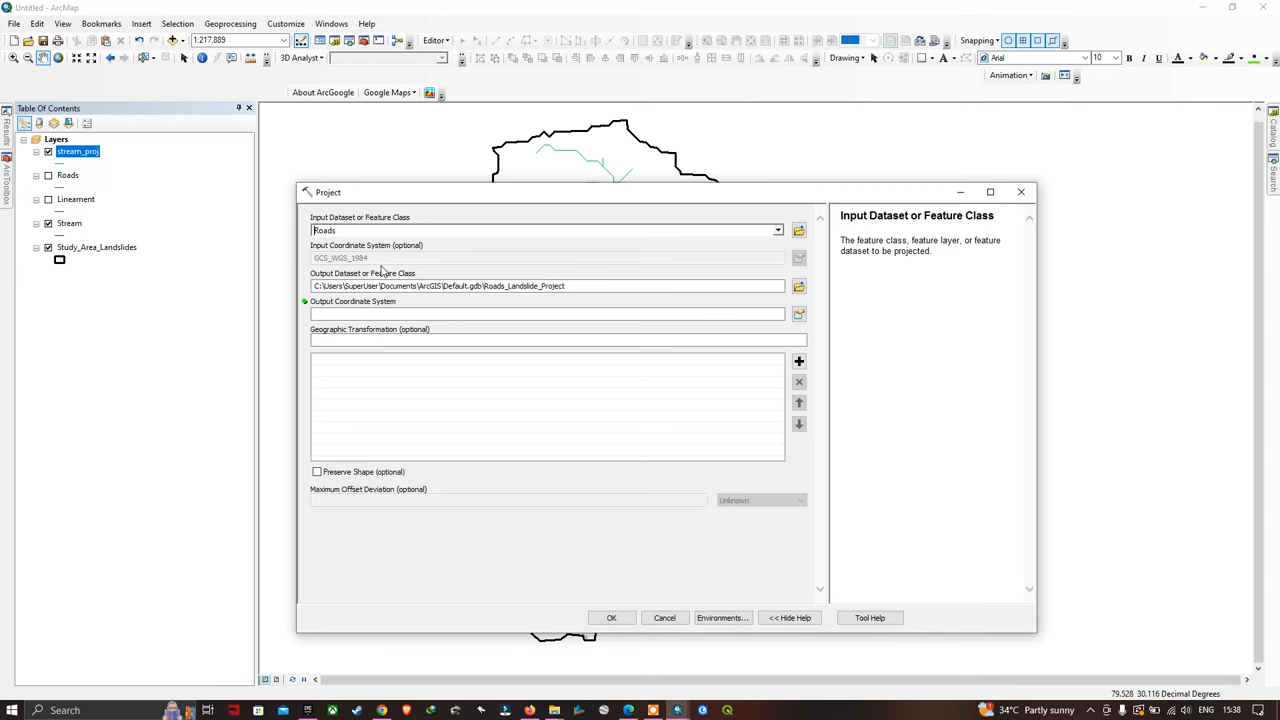 Untitled - ArcMap
File Edit View Bookmarks Insert Selection Geoprocessing Customize Windows Help
1:217.889
Editor
Snapping
3D Analyst
Drawing
Arial
10
A
B I U A
Animation
About ArcGoogle
Google Maps
Table Of Contents
Results
ArcToolbox
Catalog
Search
Layers
stream_proj
Roads
Lineament
Stream
Study_Area_Landslides
Project
Input Dataset or Feature Class
Roads
Input Coordinate System (optional)
GCS_WGS_1984
Output Dataset or Feature Class
C:\Users\SuperUser\Documents\ArcGIS\Default.gdb\Roads_Landslide_Project
Output Coordinate System
Geographic Transformation (optional)
Preserve Shape (optional)
Maximum Offset Deviation (optional)
Unknown
OK
Cancel
Environments...
<< Hide Help
Tool Help
Input Dataset or Feature Class
The feature class, feature layer, or feature
dataset to be projected.
79.528 30.116 Decimal Degrees
Search
34°C Partly sunny
15:38